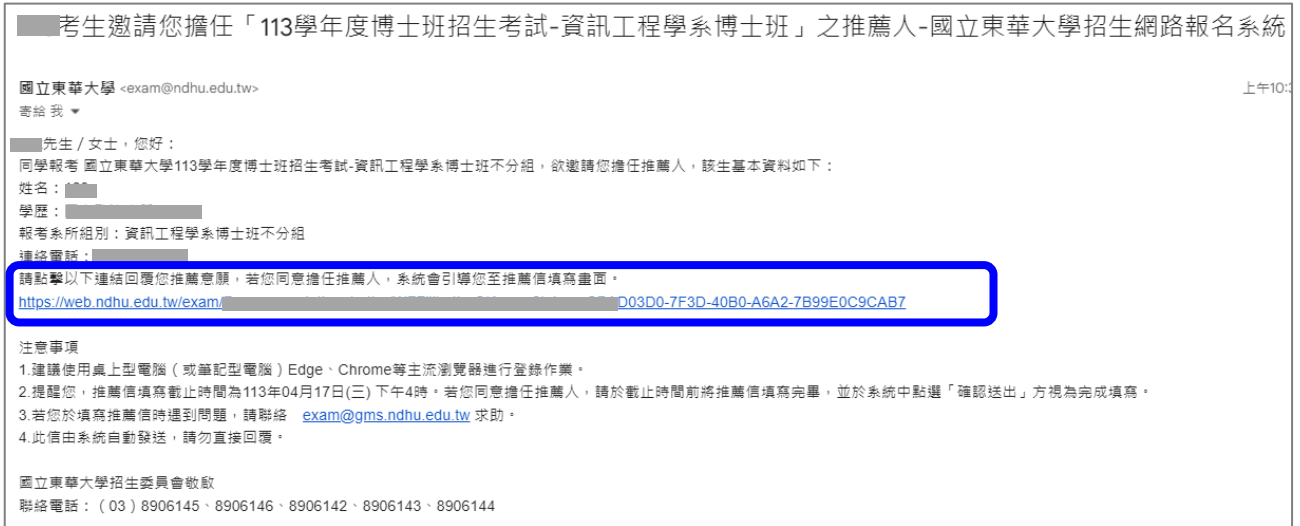 考生邀請您擔任「113學年度博士班招生考試-資訊工程學系博士班」之推薦人-國立東華大學招生網路報名系統
國立東華大學 <exam@ndhu.edu.tw> 上午10:
寄給 我
先生 / 女士，您好：
同學報考 國立東華大學113學年度博士班招生考試-資訊工程學系博士班不分組，欲邀請您擔任推薦人，該生基本資料如下：
姓名：
學歷：
報考系所組別：資訊工程學系博士班不分組
連絡電話：
請點擊以下連結回覆您推薦意願，若您同意擔任推薦人，系統會引導您至推薦信填寫畫面。
https://web.ndhu.edu.tw/exam/ D03D0-7F3D-40B0-A6A2-7B99E0C9CAB7
注意事項
1.建議使用桌上型電腦（或筆記型電腦）Edge、Chrome等主流瀏覽器進行登錄作業。
2.提醒您，推薦信填寫截止時間為113年04月17日(三) 下午4時。若您同意擔任推薦人，請於截止時間前將推薦信填寫完畢，並於系統中點選「確認送出」方視為完成填寫。
3.若您於填寫推薦信時遇到問題，請聯絡 exam@gms.ndhu.edu.tw 求助。
4.此信由系統自動發送，請勿直接回覆。
國立東華大學招生委員會敬啟
聯絡電話：（03）8906145、8906146、8906142、8906143、8906144